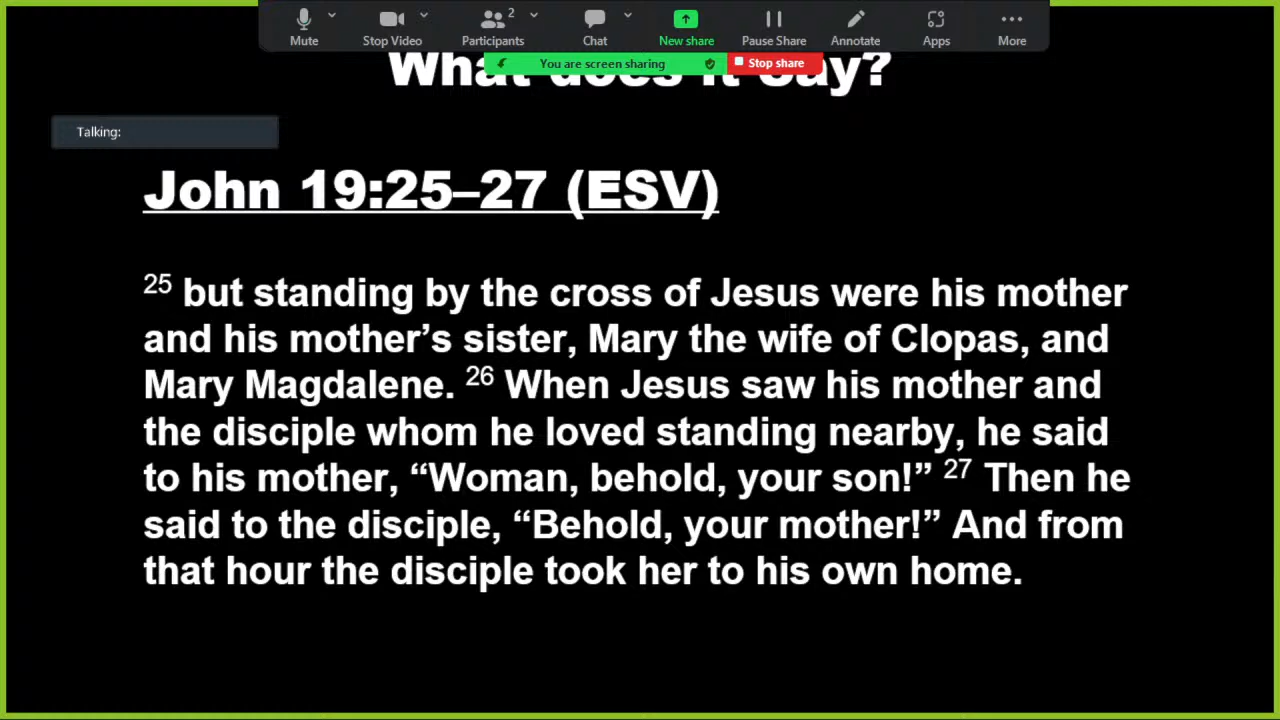 Mute
Stop Video
Participants
2
Chat
New share
Pause Share
Annotate
Apps
More
You are screen sharing
Stop share
What does it Say?
Talking:
John 19:25–27 (ESV)
25 but standing by the cross of Jesus were his mother
and his mother’s sister, Mary the wife of Clopas, and
Mary Magdalene. 26 When Jesus saw his mother and
the disciple whom he loved standing nearby, he said
to his mother, “Woman, behold, your son!” 27 Then he
said to the disciple, “Behold, your mother!” And from
that hour the disciple took her to his own home.